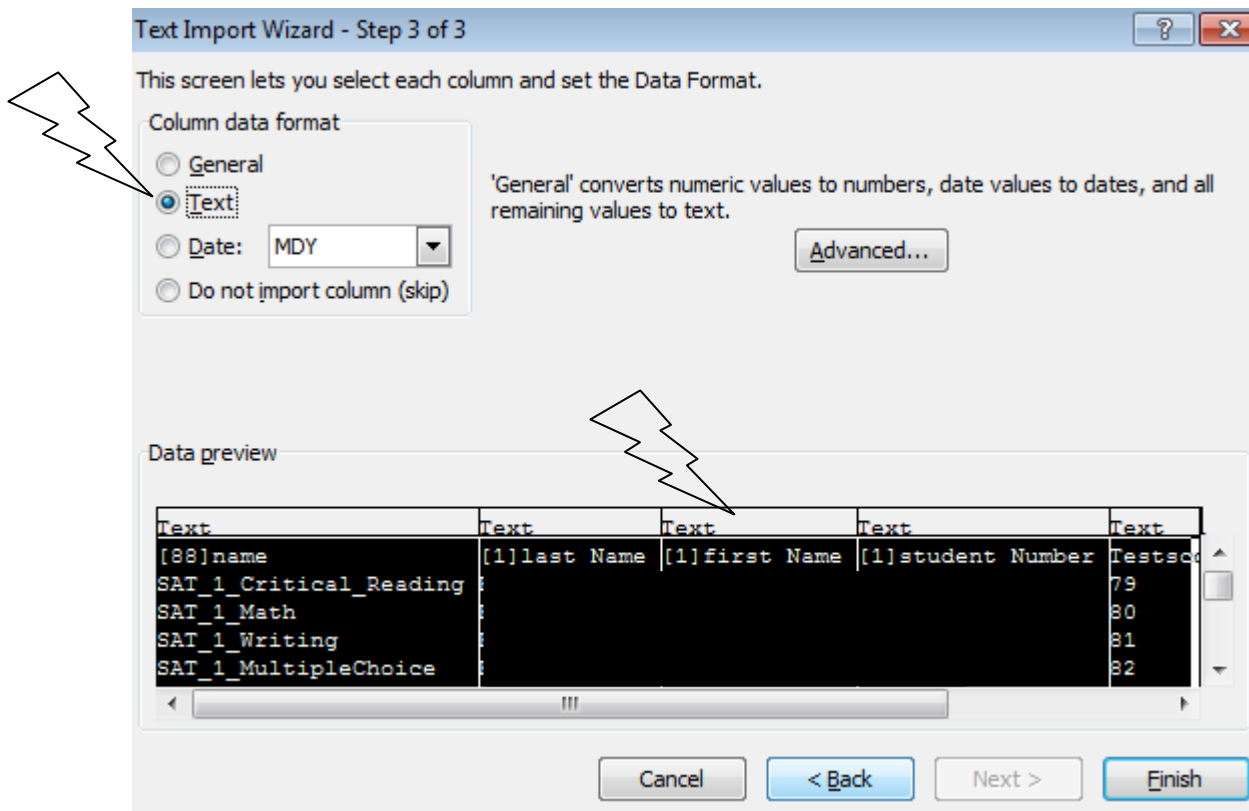 Text Import Wizard - Step 3 of 3
This screen lets you select each column and set the Data Format.
Column data format
General
Text
Date: MDY
Do not import column (skip)
'General' converts numeric values to numbers, date values to dates, and all
remaining values to text.
Advanced...
Data preview
Text Text Text Text Text
[88]name [1]last Name [1]first Name [1]student Number Testsco
SAT_1_Critical_Reading 79
SAT_1_Math 80
SAT_1_Writing 81
SAT_1_MultipleChoice 82
Cancel < Back Next > Finish